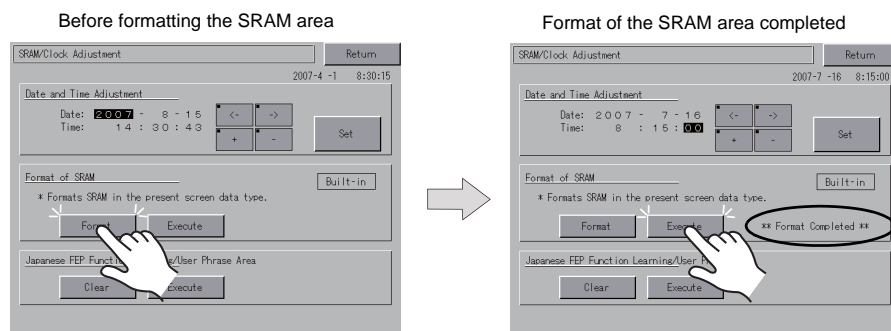 Before formatting the SRAM area
SRAM/Clock Adjustment
Return
2007-4 -1 8:30:15
Date and Time Adjustment
Date: 2007 - 8 - 15
Time: 14 : 30 : 43
<- ->
+ -
Set
Format of SRAM
Built-in
* Formats SRAM in the present screen data type.
Format
Execute
Japanese FEP /User Phrase Area
Clear
Execute
Format of the SRAM area completed
SRAM/Clock Adjustment
Return
2007-7 -16 8:15:00
Date and Time Adjustment
Date: 2007 - 7 - 16
Time: 8 : 15 : 00
<- ->
+ -
Set
Format of SRAM
Built-in
* Formats SRAM in the present screen data type.
Format
Execute
** Format Completed **
Japanese FEP Function Learning/User
Clear
Execute